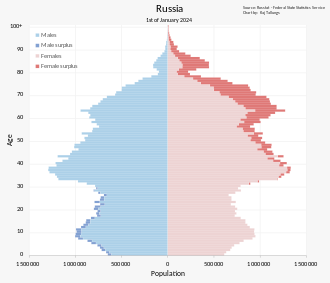 Russia
1st of January 2024
Source: Rosstat - Federal State Statistics Service
Chart by: Kaj Tallungs
100+
90
80
70
60
50
40
30
20
10
0
Age
Males
Male surplus
Females
Female surplus
1 500 000 1 000 000 500 000 0 500 000 1 000 000 1 500 000
Population